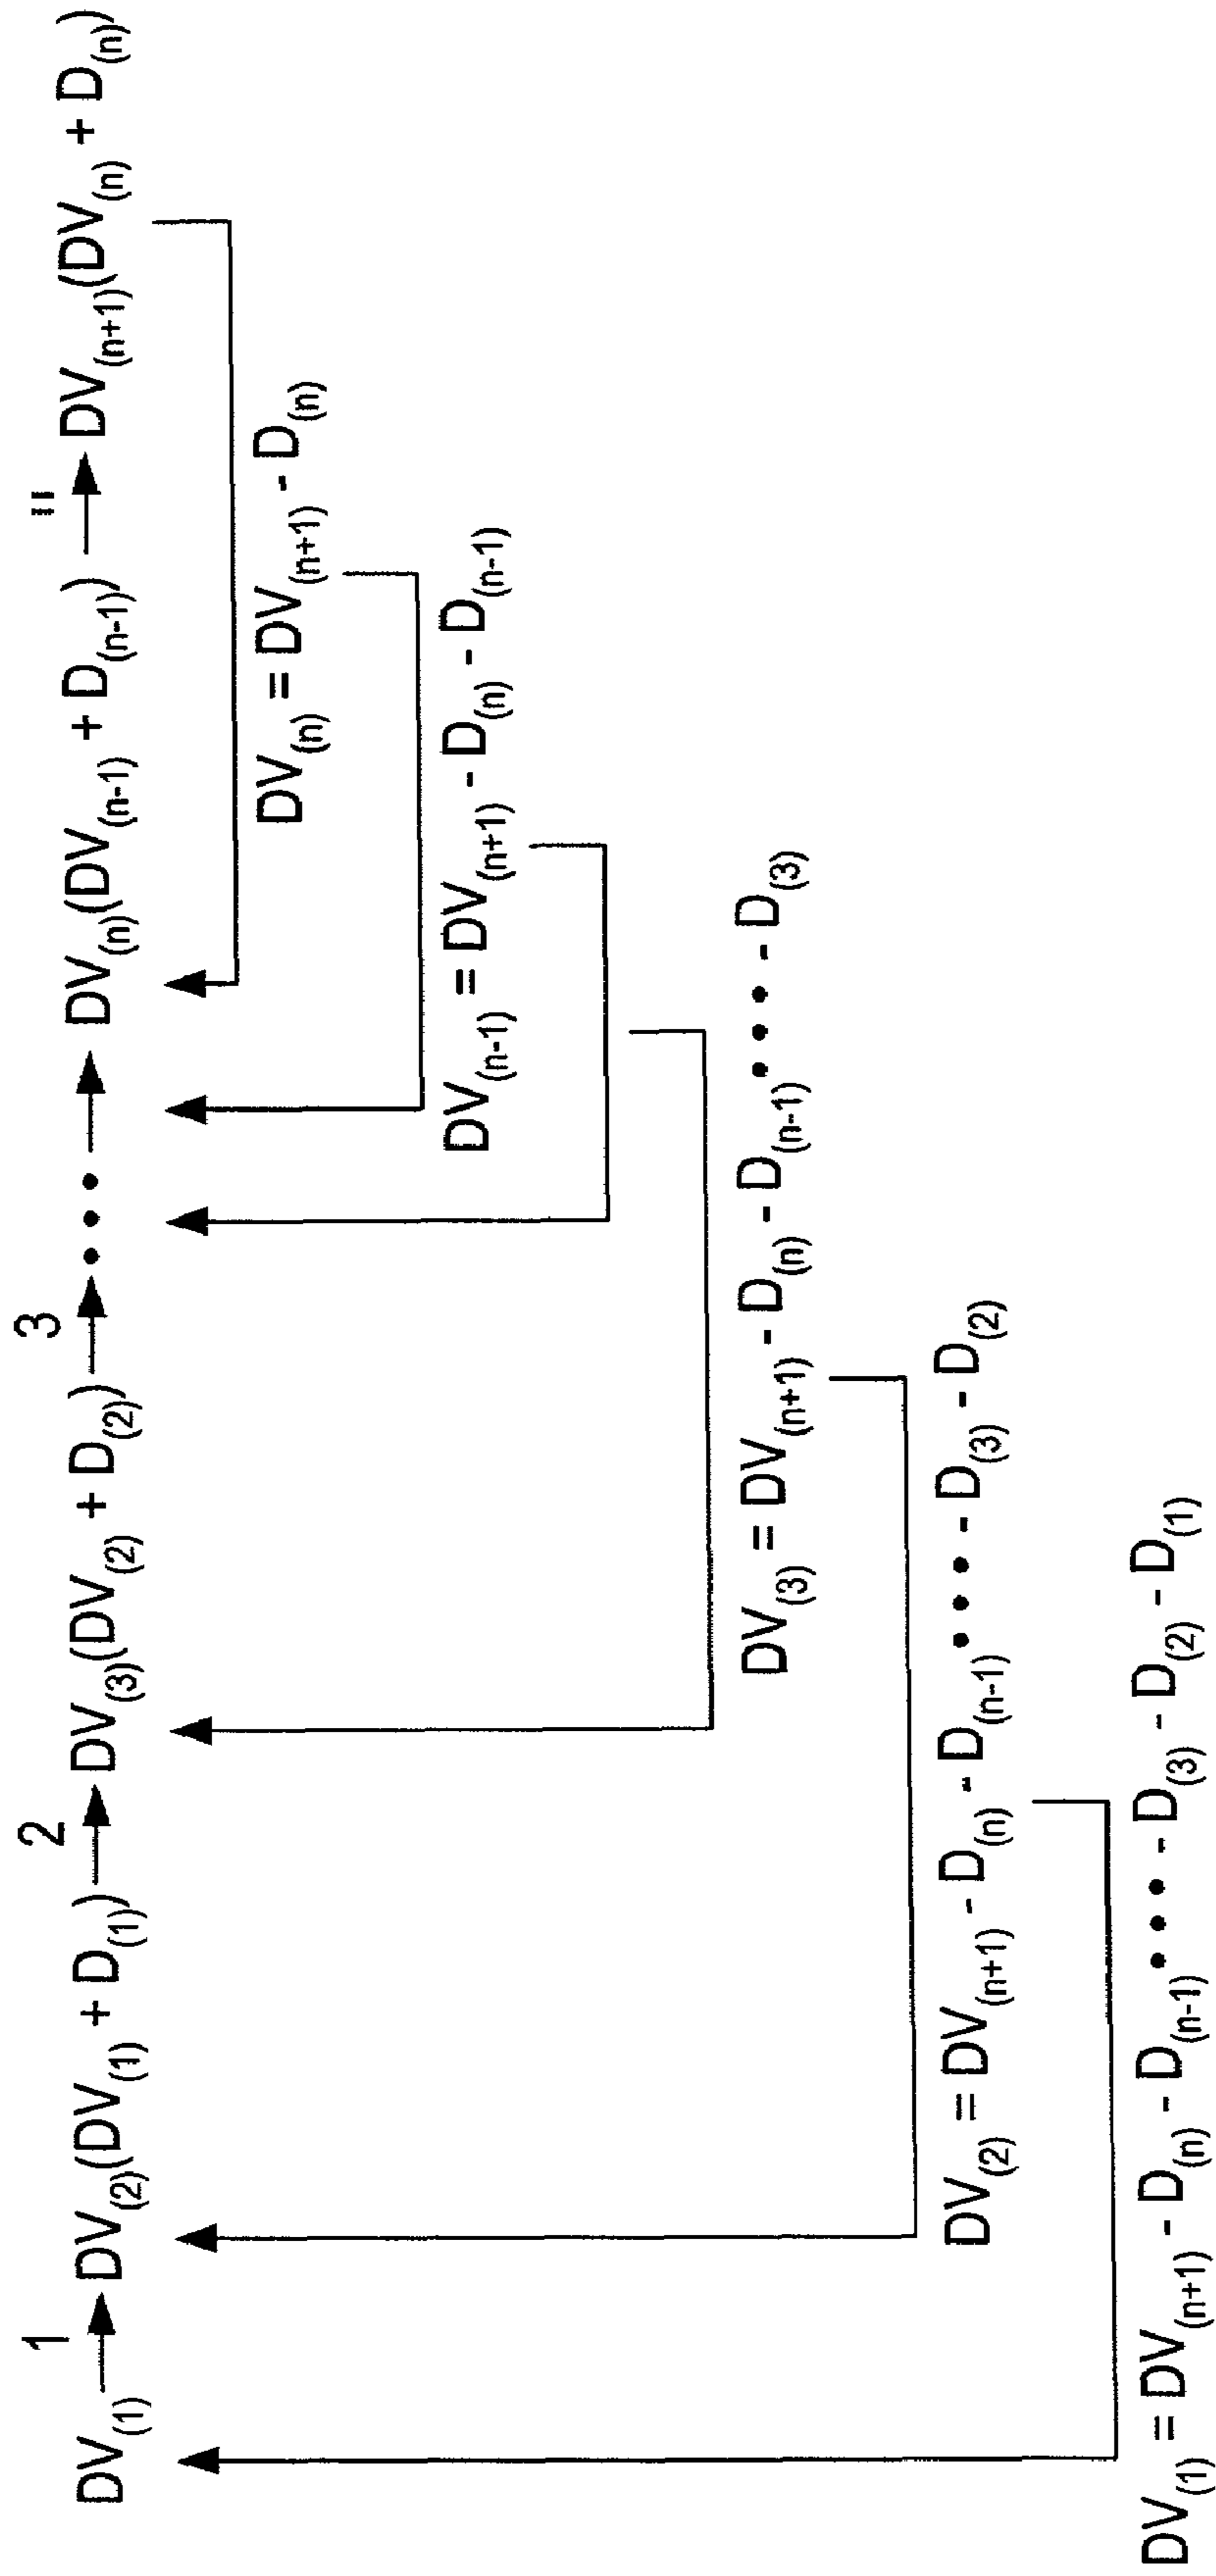 1 2 3 "
DV(1) → DV(2)(DV(1) + D(1)) → DV(3)(DV(2) + D(2)) → • • • → DV(n)(DV(n-1) + D(n-1)) → DV(n+1)(DV(n) + D(n))
DV(n) = DV(n+1) - D(n)
DV(n-1) = DV(n+1) - D(n) - D(n-1)
DV(3) = DV(n+1) - D(n) - D(n-1) • • • - D(3)
DV(2) = DV(n+1) - D(n) - D(n-1) • • • - D(3) - D(2)
DV(1) = DV(n+1) - D(n) - D(n-1) • • • - D(3) - D(2) - D(1)